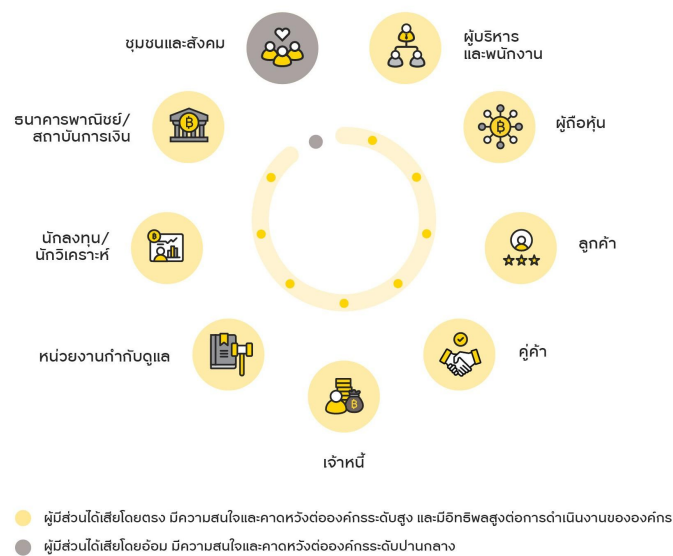 ชุมชนและสังคม
ผู้บริหาร
และพนักงาน
ธนาคารพาณิชย์/
สถาบันการเงิน
ผู้ถือหุ้น
นักลงทุน/
นักวิเคราะห์
ลูกค้า
หน่วยงานกำกับดูแล
คู่ค้า
เจ้าหนี้
ผู้มีส่วนได้เสียโดยตรง มีความสนใจและคาดหวังต่อองค์กรระดับสูง และมีอิทธิพลสูงต่อการดำเนินงานขององค์กร
ผู้มีส่วนได้เสียโดยอ้อม มีความสนใจและคาดหวังต่อองค์กรระดับปานกลาง